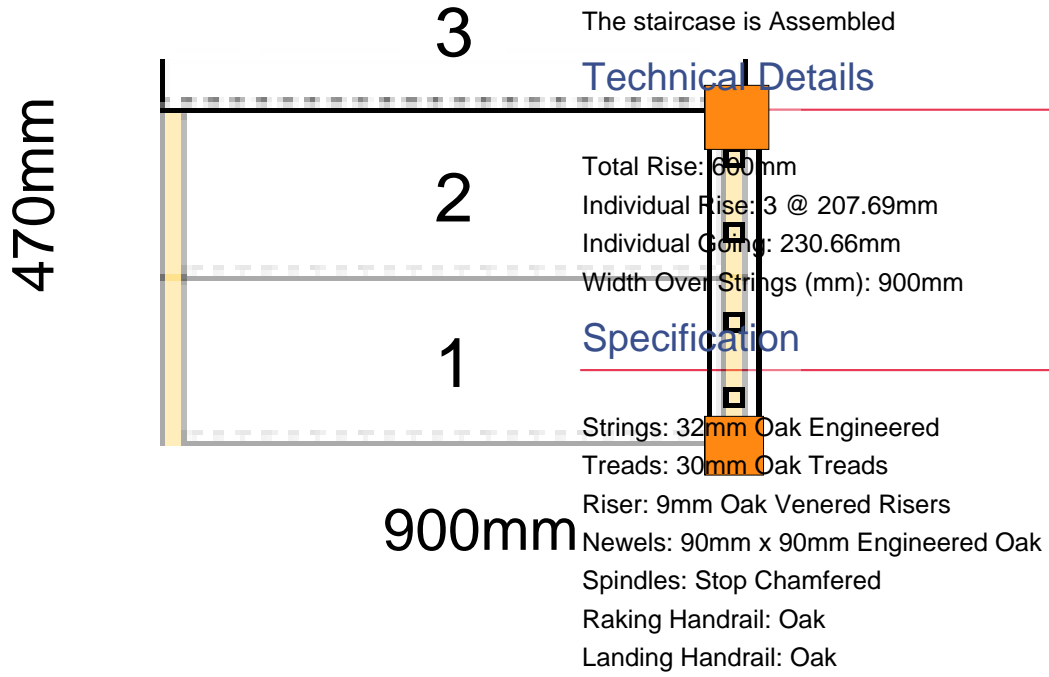 3
The staircase is Assembled
Technical Details
470mm
2
Total Rise: 600mm
Individual Rise: 3 @ 207.69mm
Individual Going: 230.66mm
Width Over Strings (mm): 900mm
1
Specification
Strings: 32mm Oak Engineered
Treads: 30mm Oak Treads
Riser: 9mm Oak Venered Risers
900mm
Newels: 90mm x 90mm Engineered Oak
Spindles: Stop Chamfered
Raking Handrail: Oak
Landing Handrail: Oak